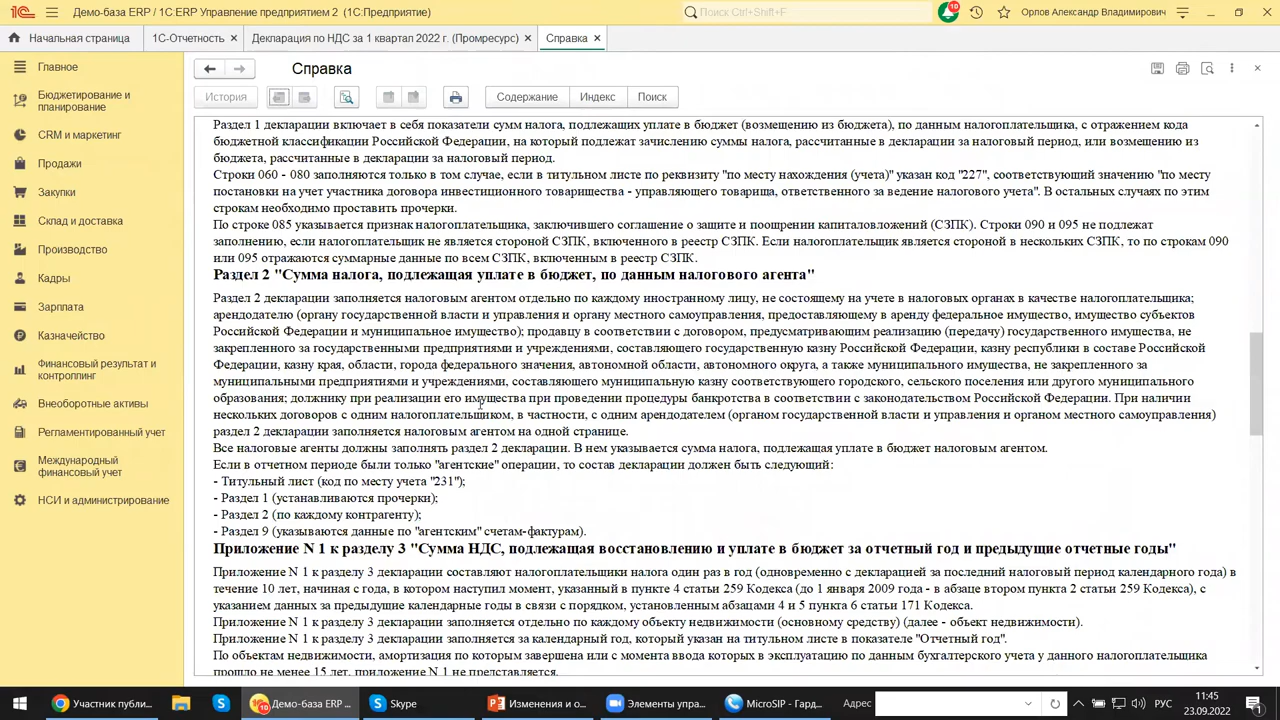 Демо-база ERP / 1С:ERP Управление предприятием 2 (1С:Предприятие)
Поиск Ctrl+Shift+F
10
Орлов Александр Владимирович
Начальная страница
1С-Отчетность
Декларация по НДС за 1 квартал 2022 г. (Промресурс)
Справка
Главное
Бюджетирование и
планирование
CRM и маркетинг
Продажи
Закупки
Склад и доставка
Производство
Кадры
Зарплата
Казначейство
Финансовый результат и
контроллинг
Внеоборотные активы
Регламентированный учет
Международный
финансовый учет
НСИ и администрирование
Справка
История
Содержание
Индекс
Поиск
Раздел 1 декларации включает в себя показатели сумм налога, подлежащих уплате в бюджет (возмещению из бюджета), по данным налогоплательщика, с отражением кода
бюджетной классификации Российской Федерации, на который подлежат зачислению суммы налога, рассчитанные в декларации за налоговый период, или возмещению из
бюджета, рассчитанные в декларации за налоговый период.
Строки 060 - 080 заполняются только в том случае, если в титульном листе по реквизиту "по месту нахождения (учета)" указан код "227", соответствующий значению "по месту
постановки на учет участника договора инвестиционного товарищества - управляющего товарища, ответственного за ведение налогового учета". В остальных случаях по этим
строкам необходимо проставить прочерки.
По строке 085 указывается признак налогоплательщика, заключившего соглашение о защите и поощрении капиталовложений (СЗПК). Строки 090 и 095 не подлежат
заполнению, если налогоплательщик не является стороной СЗПК, включенного в реестр СЗПК. Если налогоплательщик является стороной в нескольких СЗПК, то по строкам 090
или 095 отражаются суммарные данные по всем СЗПК, включенным в реестр СЗПК.
Раздел 2 "Сумма налога, подлежащая уплате в бюджет, по данным налогового агента"
Раздел 2 декларации заполняется налоговым агентом отдельно по каждому иностранному лицу, не состоящему на учете в налоговых органах в качестве налогоплательщика;
арендодателю (органу государственной власти и управления и органу местного самоуправления, предоставляющему в аренду федеральное имущество, имущество субъектов
Российской Федерации и муниципальное имущество); продавцу в соответствии с договором, предусматривающим реализацию (передачу) государственного имущества, не
закрепленного за государственными предприятиями и учреждениями, составляющего государственную казну Российской Федерации, казну республики в составе Российской
Федерации, казну края, области, города федерального значения, автономной области, автономного округа, а также муниципального имущества, не закрепленного за
муниципальными предприятиями и учреждениями, составляющего муниципальную казну соответствующего городского, сельского поселения или другого муниципального
образования; должнику при реализации его имущества при проведении процедуры банкротства в соответствии с законодательством Российской Федерации. При наличии
нескольких договоров с одним налогоплательщиком, в частности, с одним арендодателем (органом государственной власти и управления и органом местного самоуправления)
раздел 2 декларации заполняется налоговым агентом на одной странице.
Все налоговые агенты должны заполнять раздел 2 декларации. В нем указывается сумма налога, подлежащая уплате в бюджет налоговым агентом.
Если в отчетном периоде были только "агентские" операции, то состав декларации должен быть следующий:
- Титульный лист (код по месту учета "231");
- Раздел 1 (устанавливаются прочерки);
- Раздел 2 (по каждому контрагенту);
- Раздел 9 (указываются данные по "агентским" счетам-фактурам).
Приложение N 1 к разделу 3 "Сумма НДС, подлежащая восстановлению и уплате в бюджет за отчетный год и предыдущие отчетные годы"
Приложение N 1 к разделу 3 декларации составляют налогоплательщики налога один раз в год (одновременно с декларацией за последний налоговый период календарного года) в
течение 10 лет, начиная с года, в котором наступил момент, указанный в пункте 4 статьи 259 Кодекса (до 1 января 2009 года - в абзаце втором пункта 2 статьи 259 Кодекса), с
указанием данных за предыдущие календарные годы в связи с порядком, установленным абзацами 4 и 5 пункта 6 статьи 171 Кодекса.
Приложение N 1 к разделу 3 декларации заполняется отдельно по каждому объекту недвижимости (основному средству) (далее - объект недвижимости).
Приложение N 1 к разделу 3 декларации заполняется за календарный год, который указан на титульном листе в показателе "Отчетный год".
По объектам недвижимости, амортизация по которым завершена или с момента ввода которых в эксплуатацию по данным бухгалтерского учета у данного налогоплательщика
прошло не менее 15 лет, приложение N 1 не представляется.
Участник публи...
Демо-база ERP ...
Skype
Изменения и о...
Элементы упра...
MicroSIP - Гард...
Адрес
РУС
11:45
23.09.2022